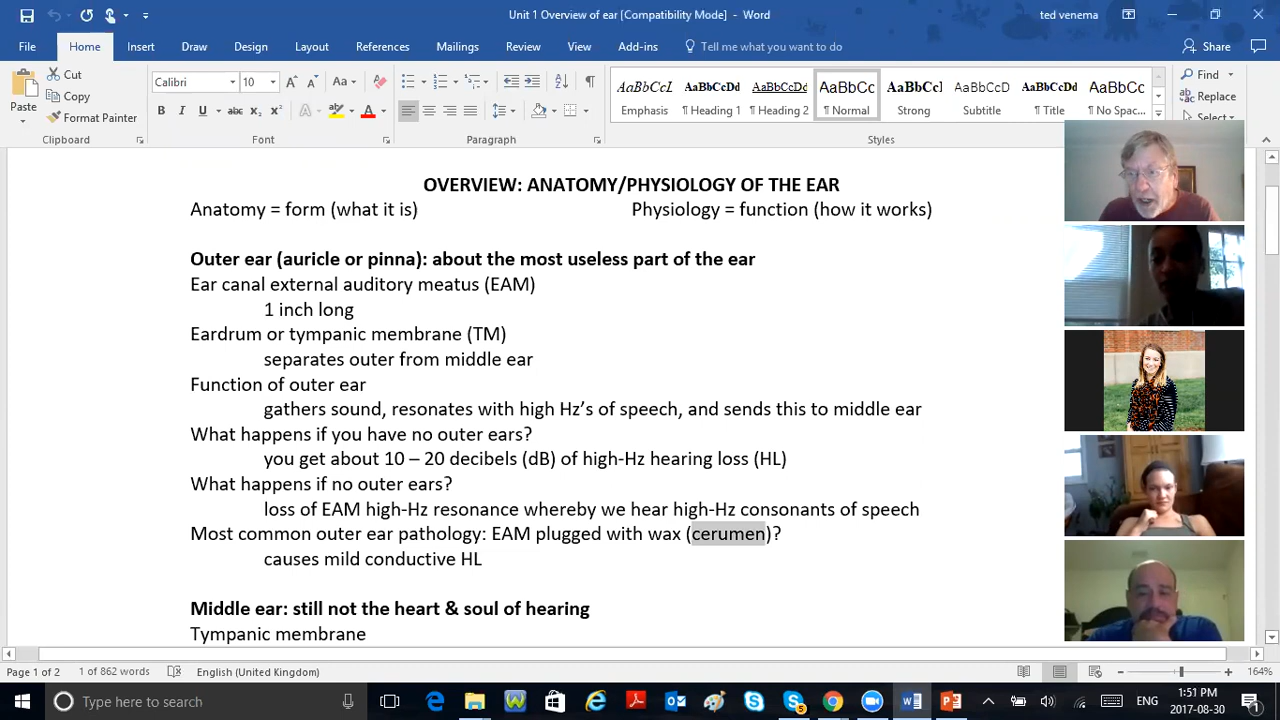 Unit 1 Overview of ear [Compatibility Mode] - Word
ted venema
File Home Insert Draw Design Layout References Mailings Review View Add-ins Tell me what you want to do Share
Cut
Copy
Format Painter
Paste
Clipboard
Calibri 10
Font
Paragraph
AaBbCcL AaBbCcDd AaBbCcDd AaBbCc AaBbCcI AaBbCcDd AaBbCcDd AaBbCc
Emphasis ¶ Heading 1 ¶ Heading 2 ¶ Normal Strong Subtitle ¶ Title ¶ No Spac...
Styles
Find
Replace
Select
OVERVIEW: ANATOMY/PHYSIOLOGY OF THE EAR
Anatomy = form (what it is) Physiology = function (how it works)
Outer ear (auricle or pinna): about the most useless part of the ear
Ear canal external auditory meatus (EAM)
1 inch long
Eardrum or tympanic membrane (TM)
separates outer from middle ear
Function of outer ear
gathers sound, resonates with high Hz’s of speech, and sends this to middle ear
What happens if you have no outer ears?
you get about 10 – 20 decibels (dB) of high-Hz hearing loss (HL)
What happens if no outer ears?
loss of EAM high-Hz resonance whereby we hear high-Hz consonants of speech
Most common outer ear pathology: EAM plugged with wax (cerumen)?
causes mild conductive HL
Middle ear: still not the heart & soul of hearing
Tympanic membrane
Page 1 of 2 1 of 862 words English (United Kingdom) 164%
Type here to search
ENG
1:51 PM
2017-08-30